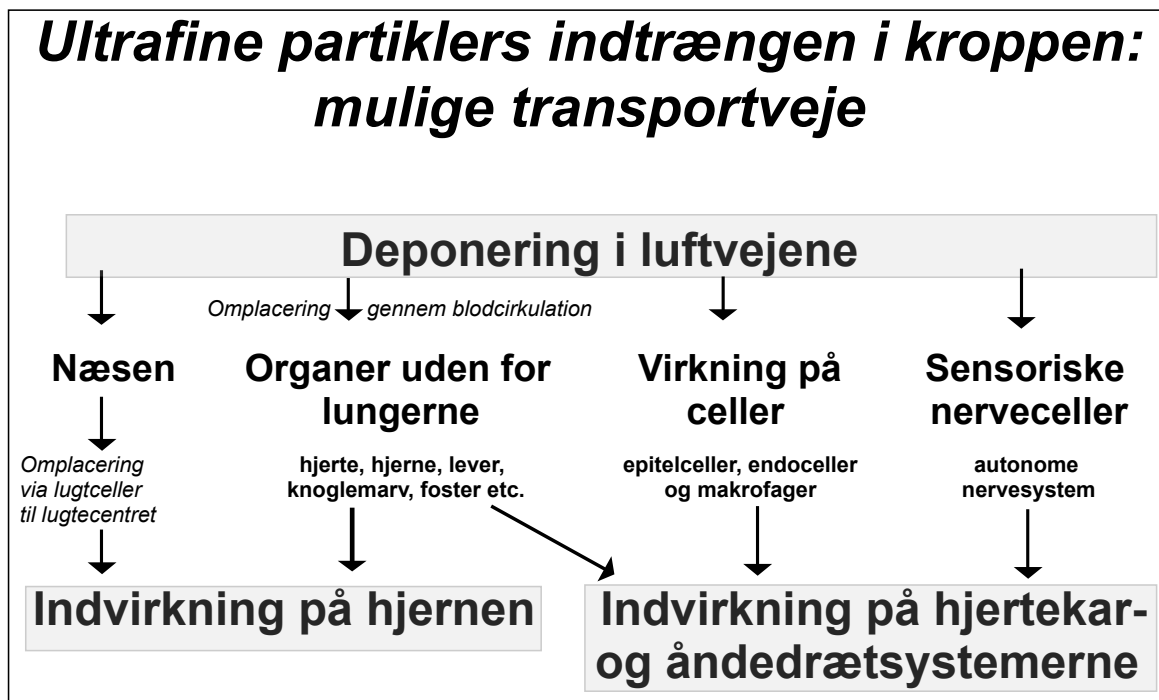 Ultrafine partiklers indtrængen i kroppen:
mulige transportveje
Deponering i luftvejene
Omplacering gennem blodcirkulation
Næsen
Organer uden for
lungerne
Virkning på
celler
Sensoriske
nerveceller
Omplacering
via lugtceller
til lugtecentret
hjerte, hjerne, lever,
knoglemarv, foster etc.
epitelceller, endoceller
og makrofager
autonome
nervesystem
Indvirkning på hjernen
Indvirkning på hjertekar-
og åndedrætsystemerne